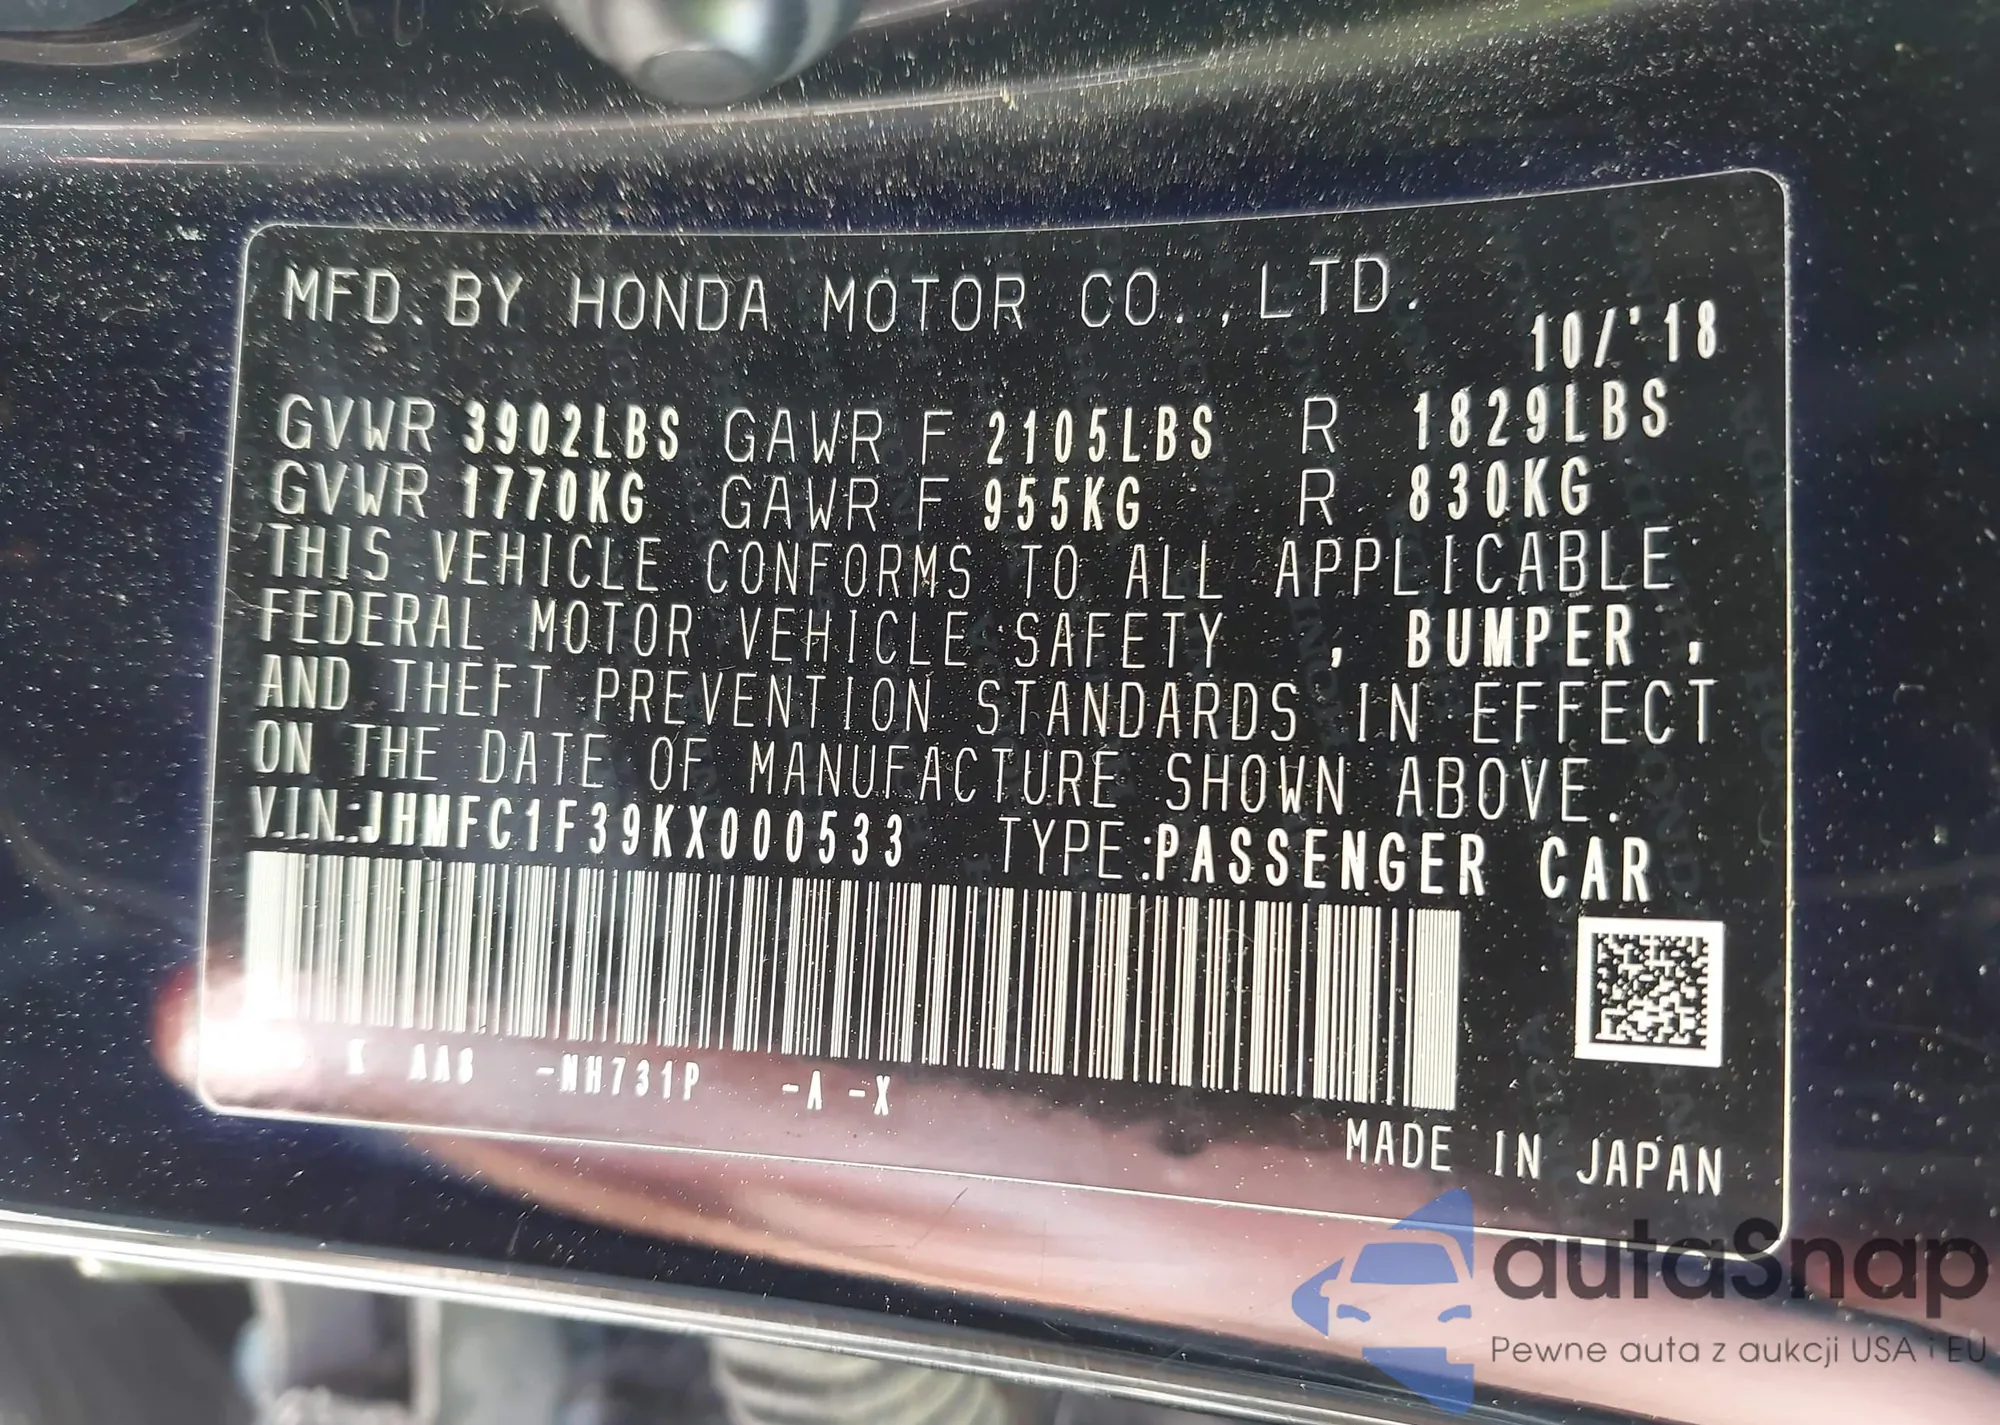 MFD. BY HONDA MOTOR CO., LTD.
10/'18
GVWR 3902LBS GAWR F 2105LBS R 1829LBS
GVWR 1770KG GAWR F 955KG R 830KG
THIS VEHICLE CONFORMS TO ALL APPLICABLE
FEDERAL MOTOR VEHICLE SAFETY , BUMPER ,
AND THEFT PREVENTION STANDARDS IN EFFECT
ON THE DATE OF MANUFACTURE SHOWN ABOVE.
V.I.N.:JHMFC1F39KX000533 TYPE:PASSENGER CAR
K AA8 -NH731P -A -X
MADE IN JAPAN
autaSnap
Pewne auta z aukcji USA i EU